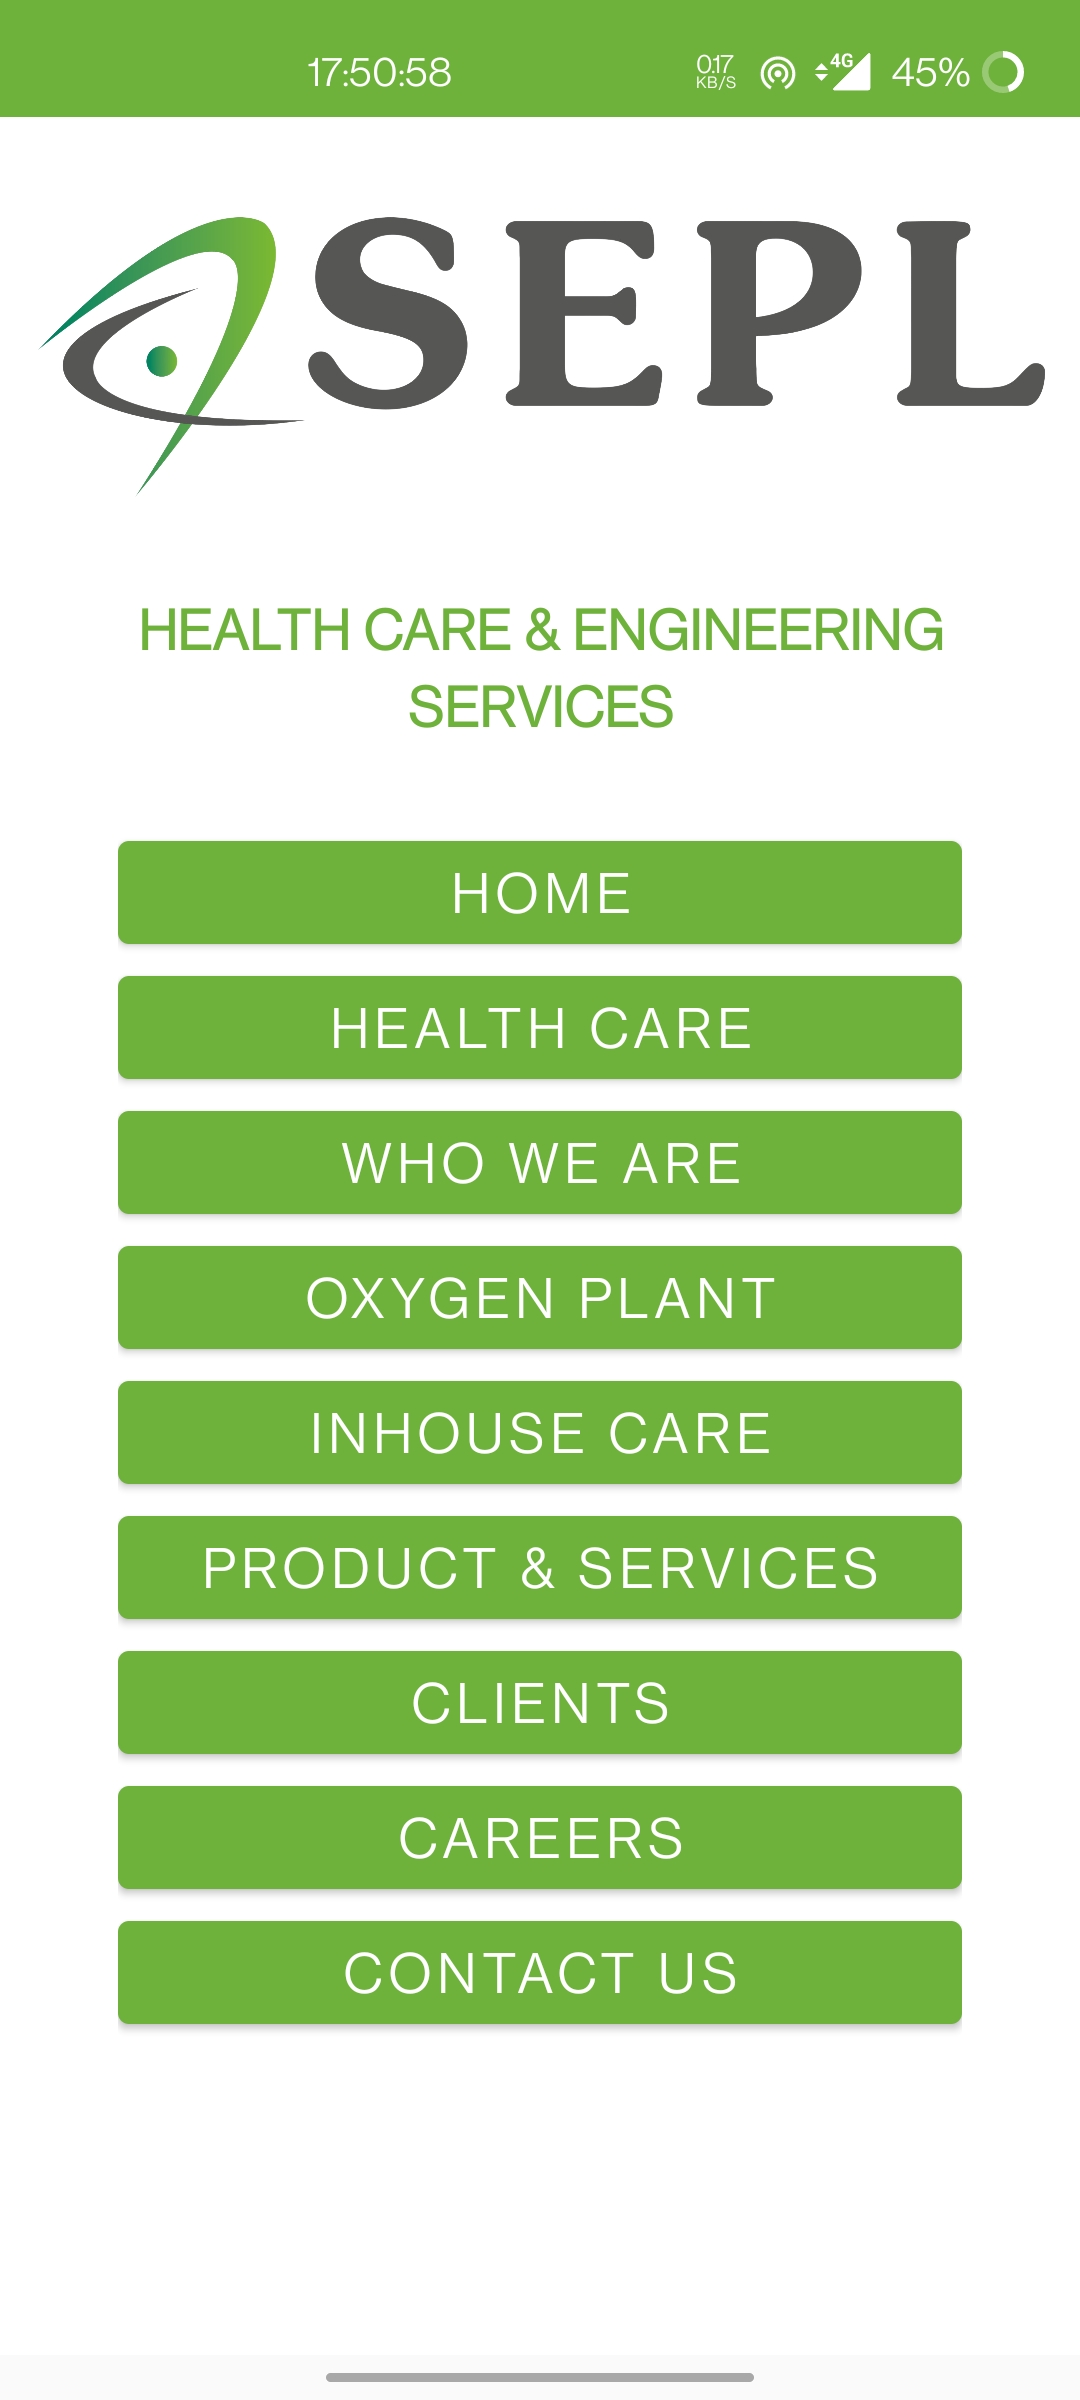 17:50:58 0.17 KB/S 4G 45%
SEPL
HEALTH CARE & ENGINEERING
SERVICES
HOME
HEALTH CARE
WHO WE ARE
OXYGEN PLANT
INHOUSE CARE
PRODUCT & SERVICES
CLIENTS
CAREERS
CONTACT US